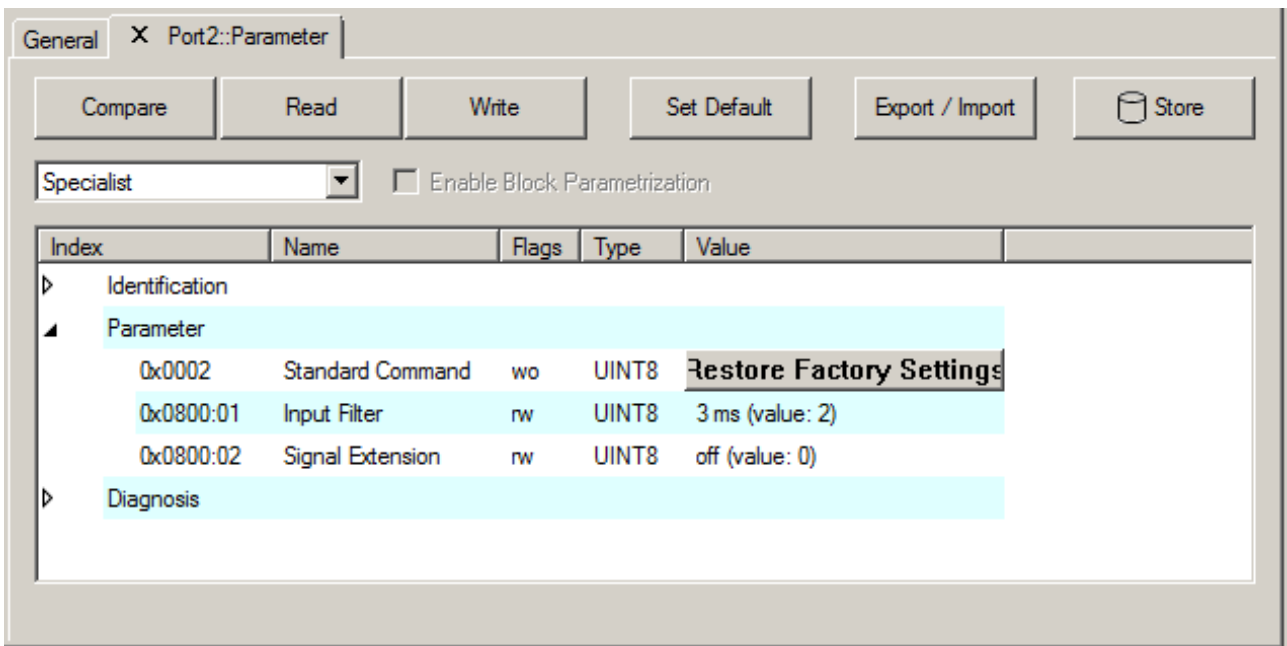 General X Port2::Parameter
Compare Read Write Set Default Export / Import Store
Specialist Enable Block Parametrization
Index Name Flags Type Value
Identification
Parameter
0x0002 Standard Command wo UINT8 Restore Factory Settings
0x0800:01 Input Filter rw UINT8 3 ms (value: 2)
0x0800:02 Signal Extension rw UINT8 off (value: 0)
Diagnosis